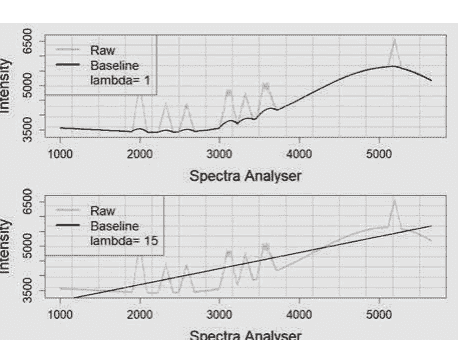 Intensity
6500
5000
3500
Raw
Baseline
lambda= 1
1000 2000 3000 4000 5000
Spectra Analyser
Intensity
6500
5000
3500
Raw
Baseline
lambda= 15
1000 2000 3000 4000 5000
Spectra Analyser